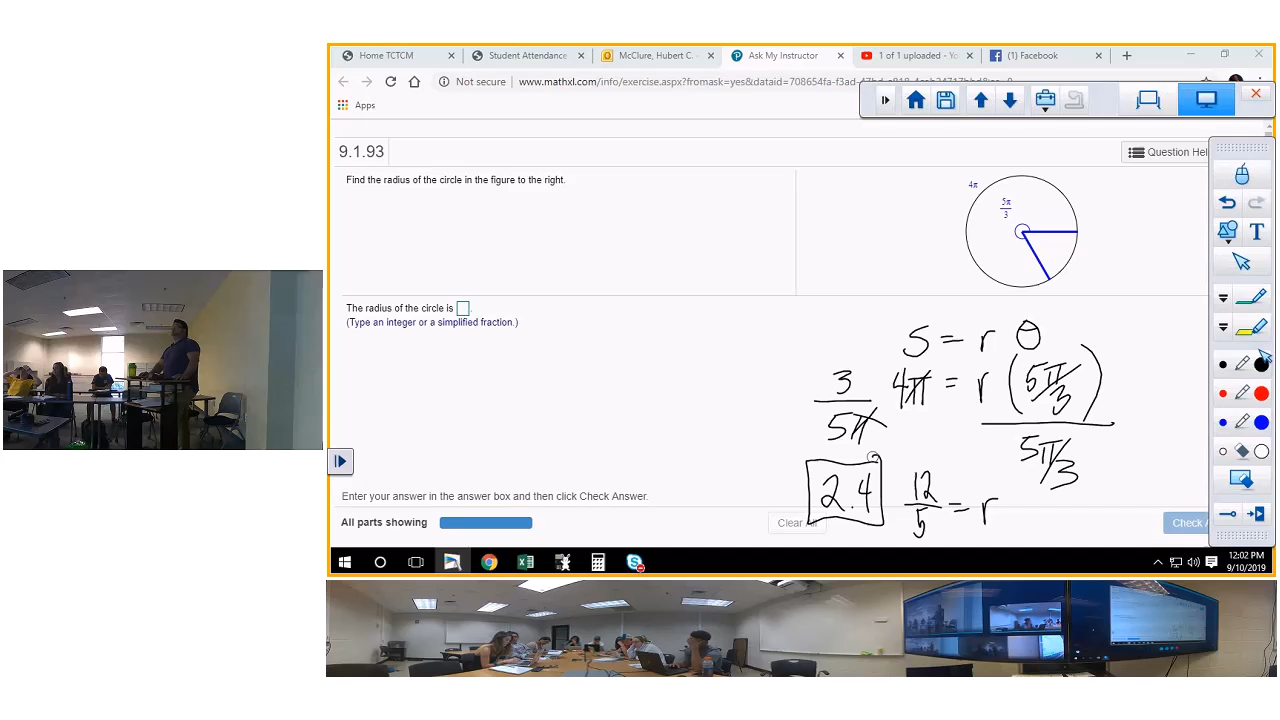 Home TCTCM
Student Attendance
McClure, Hubert C.
Ask My Instructor
1 of 1 uploaded - Yo
(1) Facebook
Not secure
www.mathxl.com/info/exercise.aspx?fromask=yes&dataid=708654fa-f3ad-
Apps
9.1.93
Question Hel
Find the radius of the circle in the figure to the right.
4π
5π
3
The radius of the circle is
(Type an integer or a simplified fraction.)
S = r θ
3 4π = r (5π/3)
5π 5π/3
2.4 12/5 = r
T
Enter your answer in the answer box and then click Check Answer.
All parts showing
Clear All
Check A
12:02 PM
9/10/2019